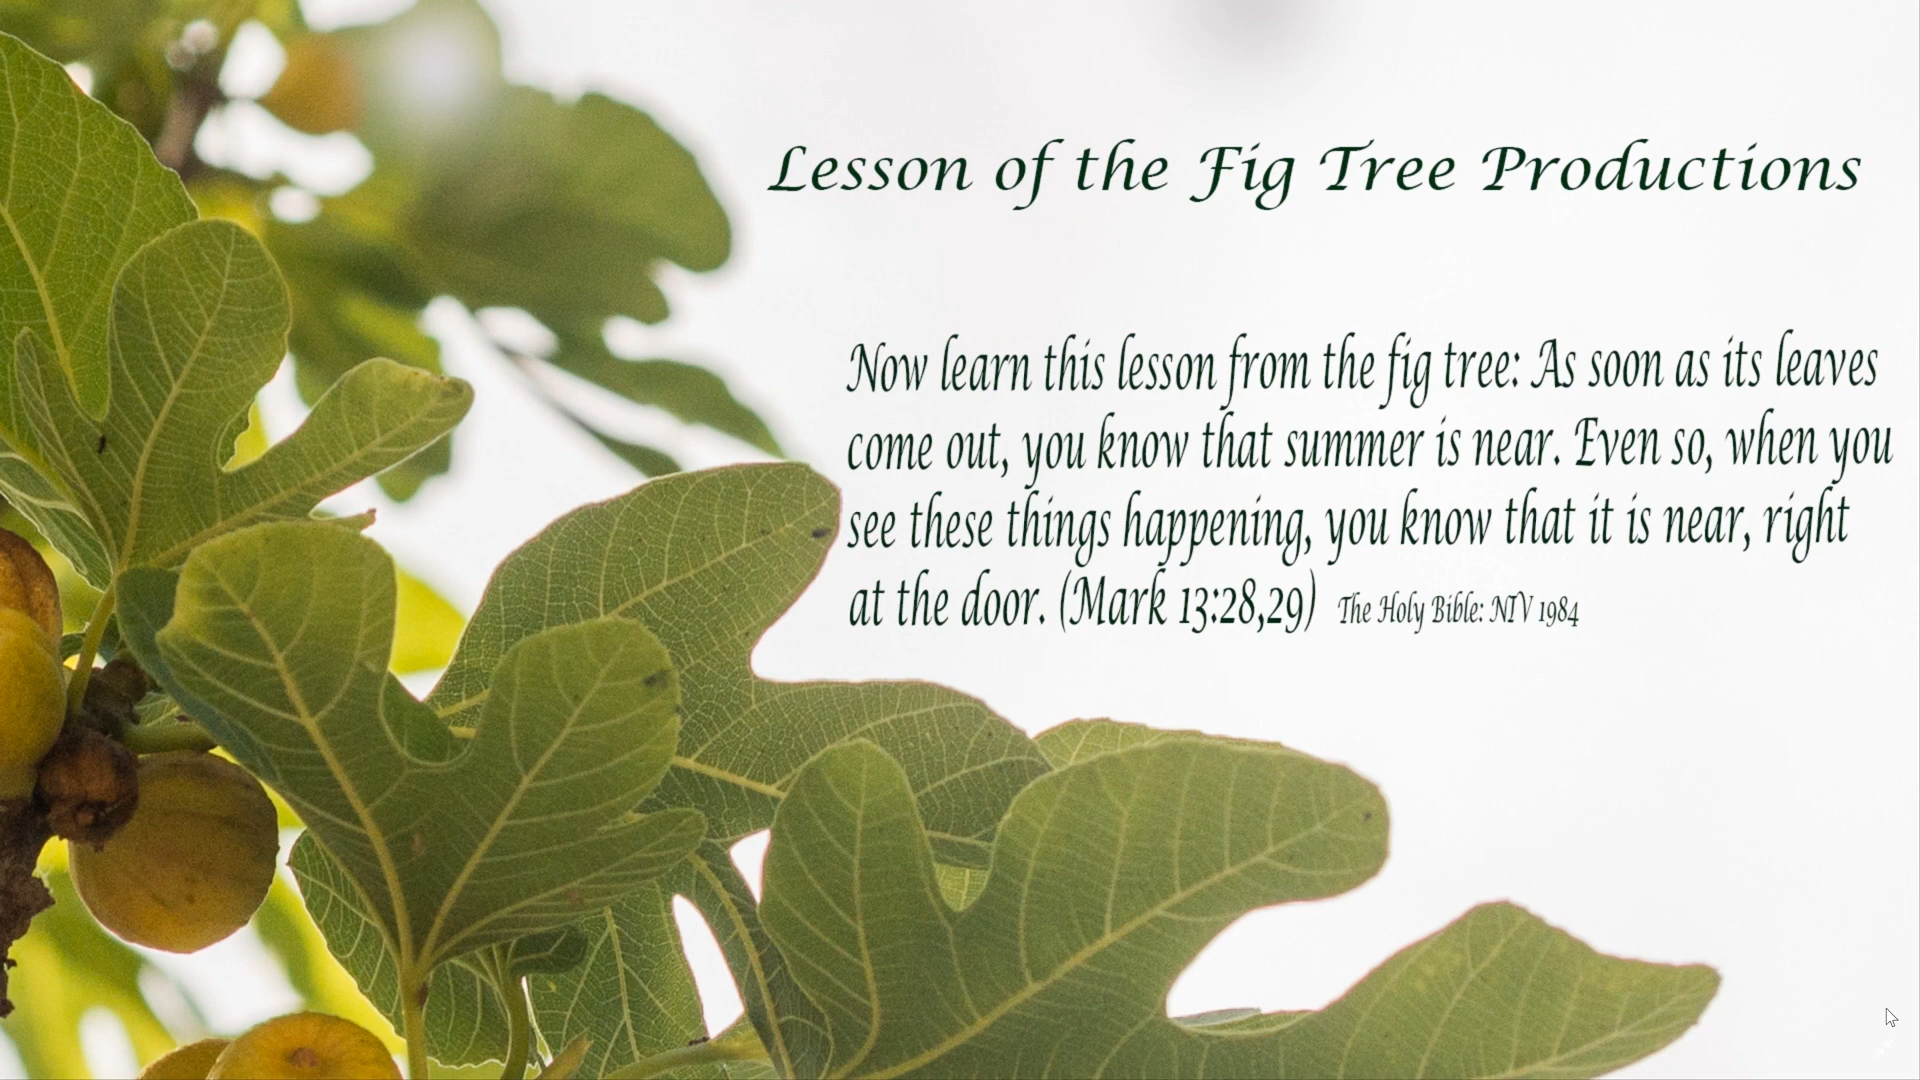 Lesson of the Fig Tree Productions
Now learn this lesson from the fig tree: As soon as its leaves
come out, you know that summer is near. Even so, when you
see these things happening, you know that it is near, right
at the door. (Mark 13:28,29) The Holy Bible: NIV 1984